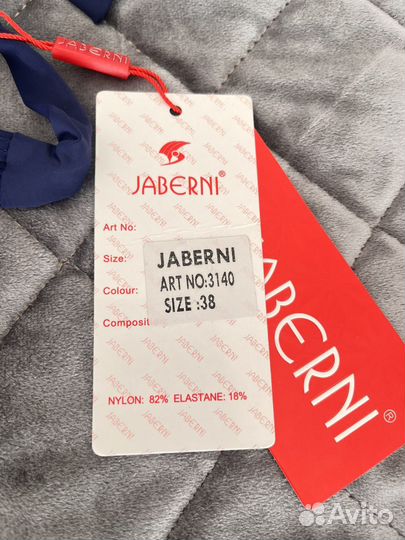 JABERNI
JABERNI®
Art No:
Size:
Colour:
Composit
JABERNI
ART NO:3140
SIZE :38
NYLON: 82% ELASTANE: 18%
JABERNI®
Avito